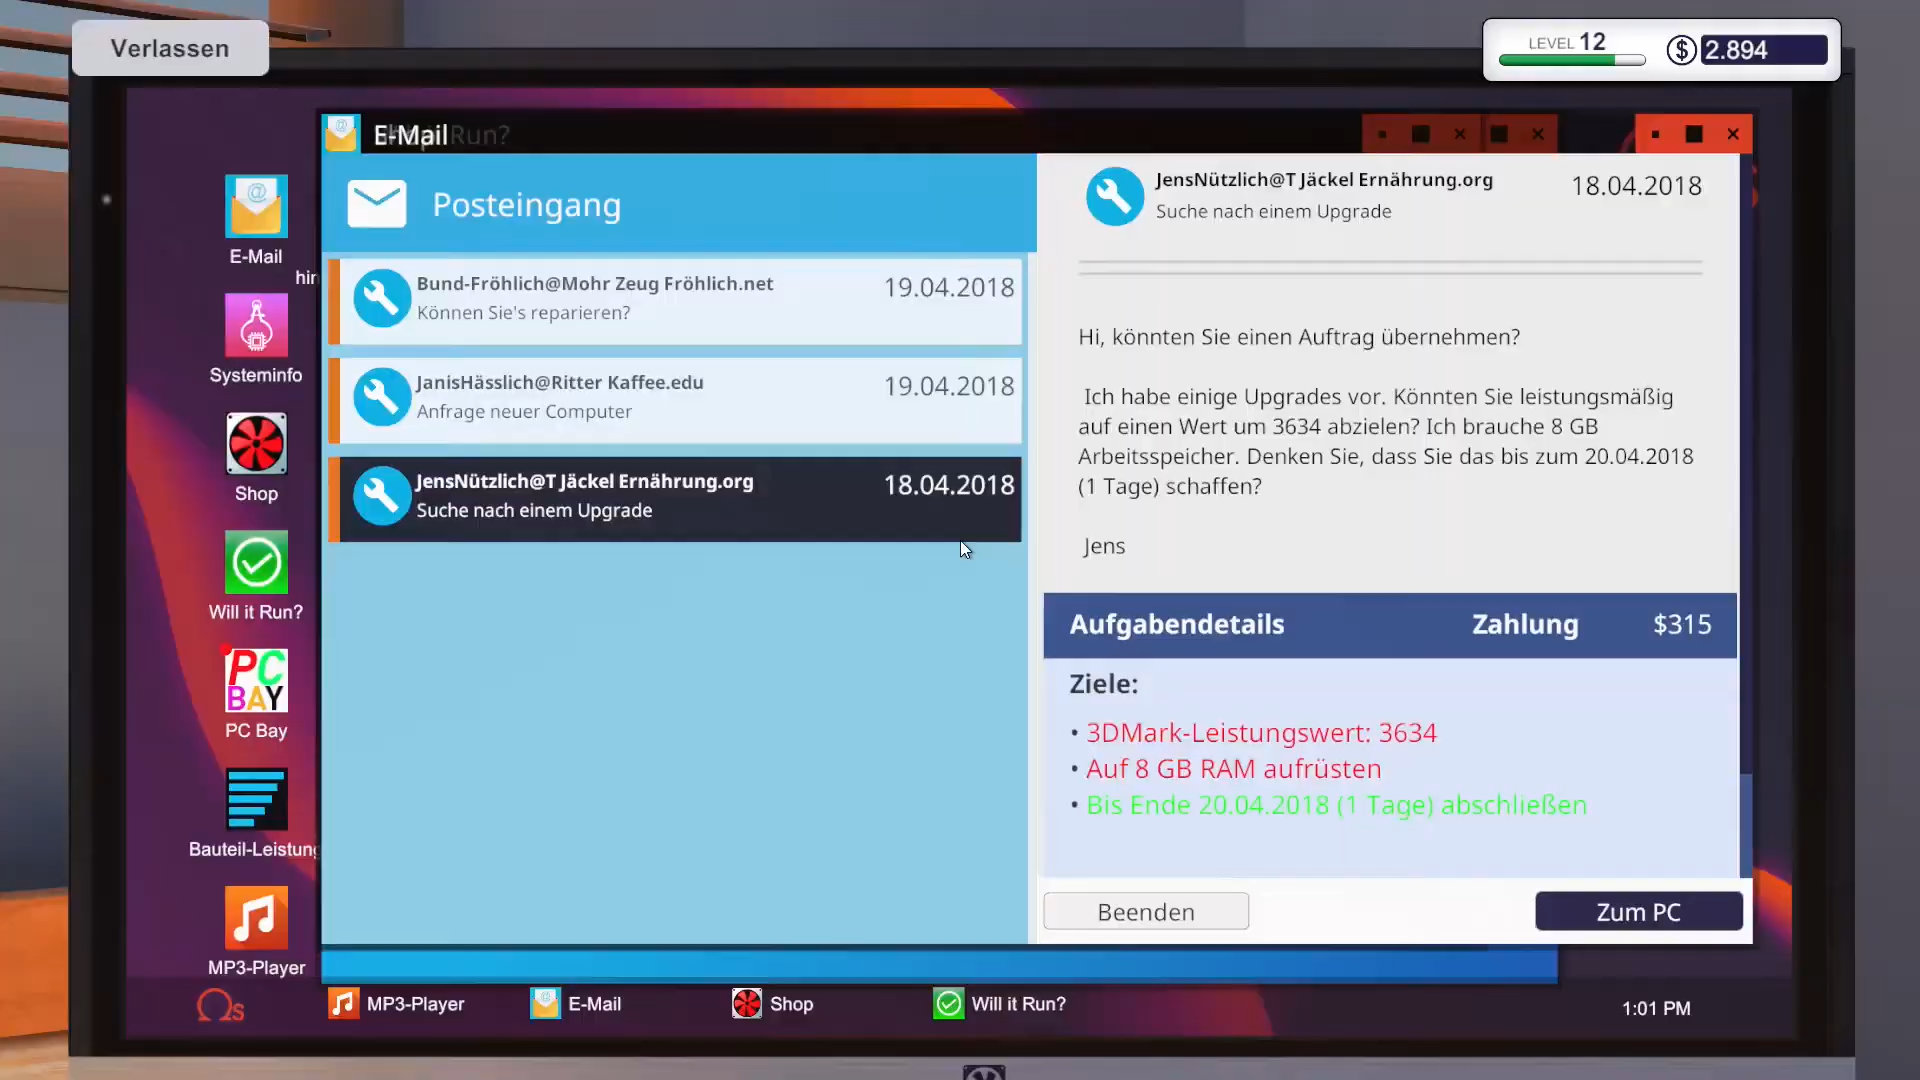 Verlassen
LEVEL 12
$ 2.894
E-Mail
Run?
Posteingang
Bund-Fröhlich@Mohr Zeug Fröhlich.net
19.04.2018
Können Sie's reparieren?
JanisHässlich@Ritter Kaffee.edu
19.04.2018
Anfrage neuer Computer
JensNützlich@T Jäckel Ernährung.org
18.04.2018
Suche nach einem Upgrade
JensNützlich@T Jäckel Ernährung.org
18.04.2018
Suche nach einem Upgrade
Hi, könnten Sie einen Auftrag übernehmen?
Ich habe einige Upgrades vor. Könnten Sie leistungsmäßig
auf einen Wert um 3634 abzielen? Ich brauche 8 GB
Arbeitsspeicher. Denken Sie, dass Sie das bis zum 20.04.2018
(1 Tage) schaffen?
Jens
Aufgabendetails
Zahlung
$315
Ziele:
• 3DMark-Leistungswert: 3634
• Auf 8 GB RAM aufrüsten
• Bis Ende 20.04.2018 (1 Tage) abschließen
Beenden
Zum PC
E-Mail
hin
Systeminfo
Shop
Will it Run?
PC
BAY
PC Bay
Bauteil-Leistung
MP3-Player
Ωs
MP3-Player
E-Mail
Shop
Will it Run?
1:01 PM